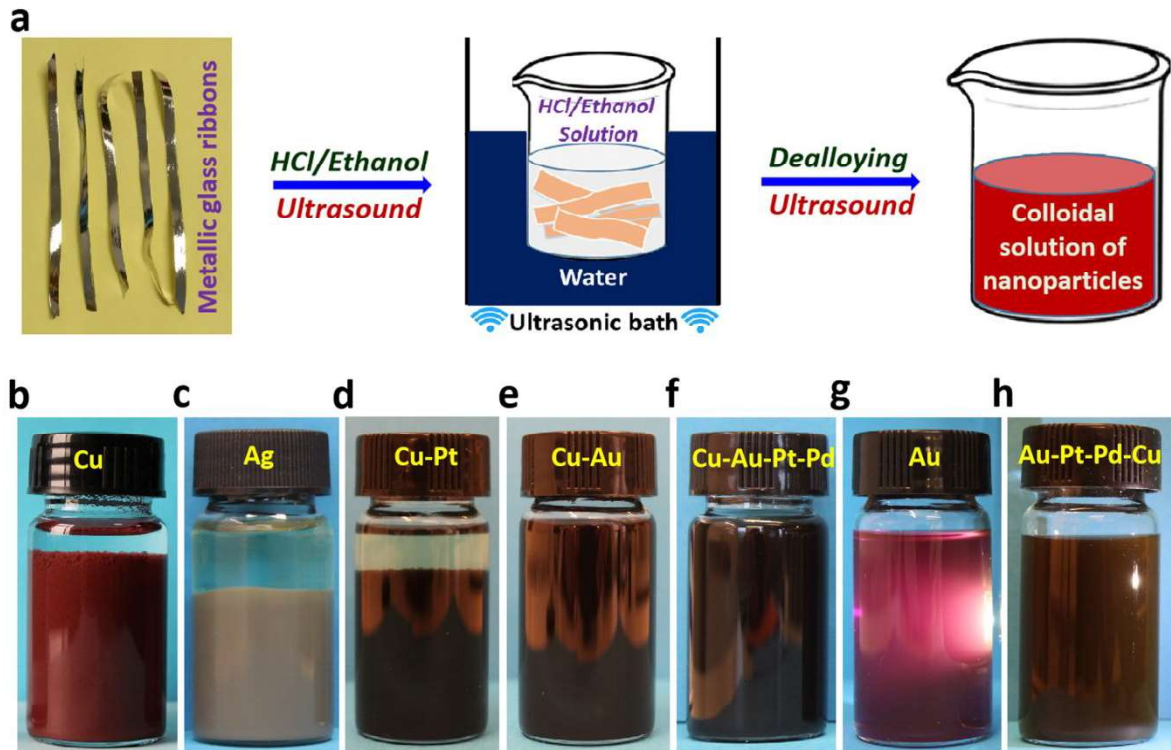 a
Metallic glass ribbons
HCl/Ethanol
Ultrasound
HCl/Ethanol
Solution
Water
Ultrasonic bath
Dealloying
Ultrasound
Colloidal
solution of
nanoparticles
b
Cu
c
Ag
d
Cu-Pt
e
Cu-Au
f
Cu-Au-Pt-Pd
g
Au
h
Au-Pt-Pd-Cu